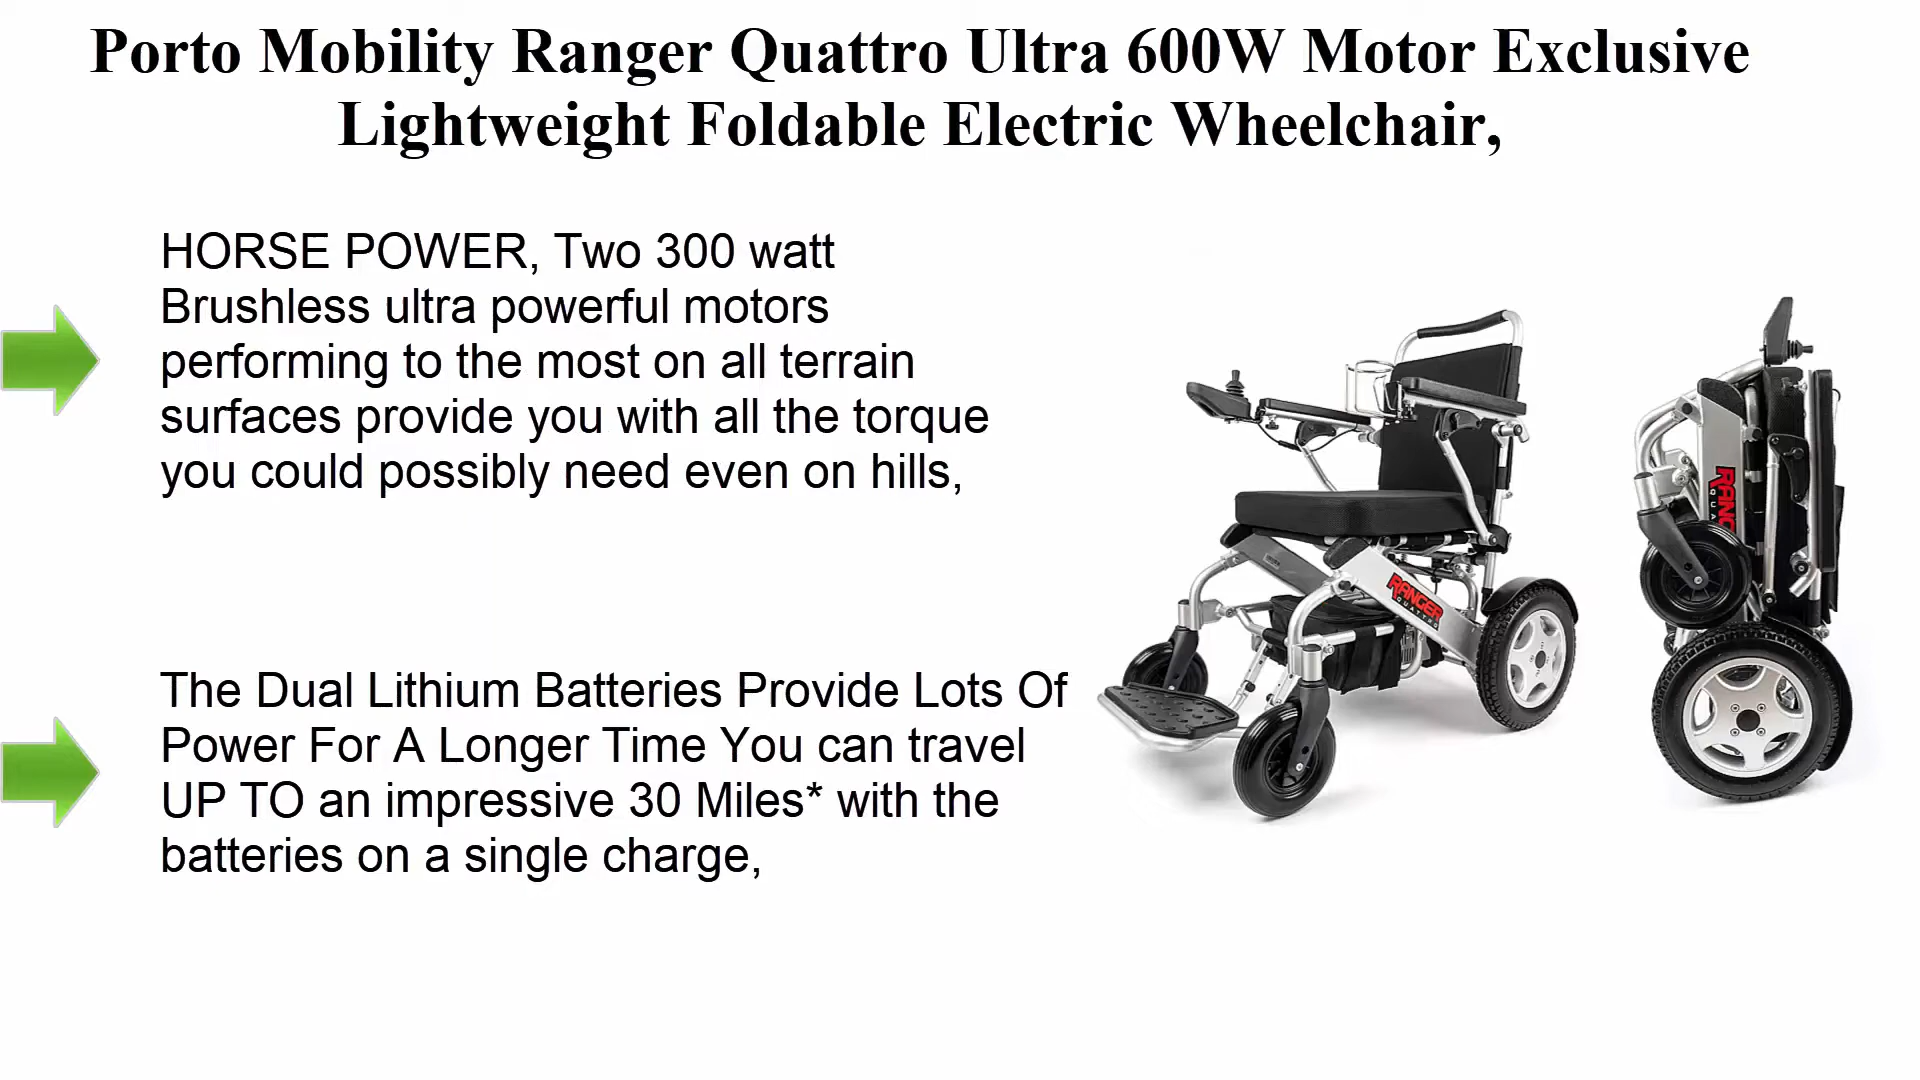 Porto Mobility Ranger Quattro Ultra 600W Motor Exclusive
Lightweight Foldable Electric Wheelchair,
HORSE POWER, Two 300 watt
Brushless ultra powerful motors
performing to the most on all terrain
surfaces provide you with all the torque
you could possibly need even on hills,
The Dual Lithium Batteries Provide Lots Of
Power For A Longer Time You can travel
UP TO an impressive 30 Miles* with the
batteries on a single charge,
RANGER
QUATTRO
RANG
QUA